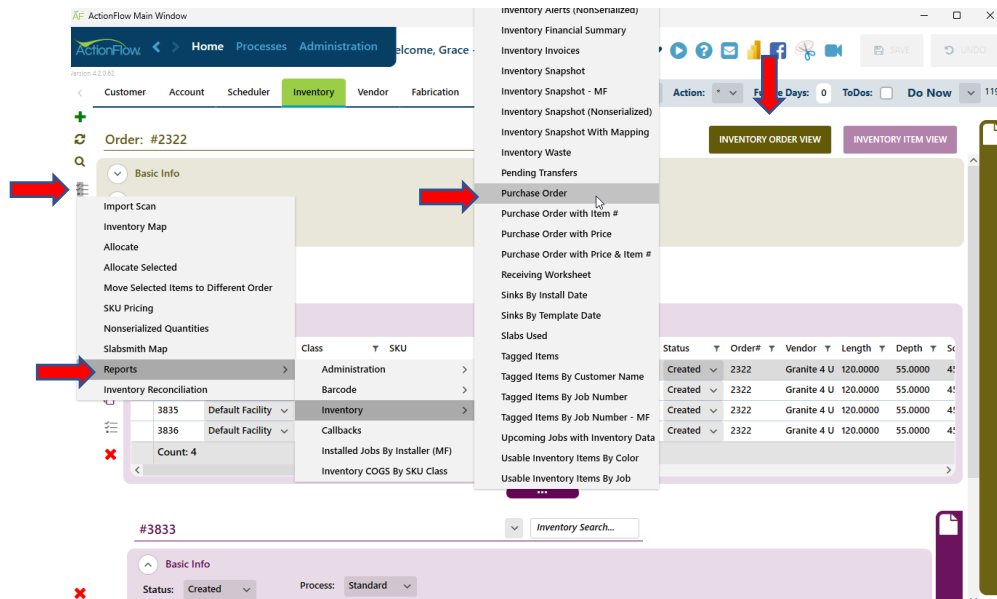 ActionFlow Main Window
Inventory Alerts (NonSerialized)
ActionFlow. Home Processes Administration elcome, Grace -
SAVE UNDO
Version 4.2.0.62
Customer Account Scheduler Inventory Vendor Fabrication
Action: * Days: 0 ToDos: Do Now 119
Order: #2322
INVENTORY ORDER VIEW INVENTORY ITEM VIEW
Basic Info
Import Scan
Inventory Map
Allocate
Allocate Selected
Move Selected Items to Different Order
SKU Pricing
Nonserialized Quantities
Slabsmith Map
Reports
Inventory Reconciliation
Administration
Barcode
Inventory
Callbacks
Installed Jobs By Installer (MF)
Inventory COGS By SKU Class
Inventory Financial Summary
Inventory Invoices
Inventory Snapshot
Inventory Snapshot - MF
Inventory Snapshot (Nonserialized)
Inventory Snapshot With Mapping
Inventory Waste
Pending Transfers
Purchase Order
Purchase Order with Item #
Purchase Order with Price
Purchase Order with Price & Item #
Receiving Worksheet
Sinks By Install Date
Sinks By Template Date
Slabs Used
Tagged Items
Tagged Items By Customer Name
Tagged Items By Job Number
Tagged Items By Job Number - MF
Upcoming Jobs with Inventory Data
Usable Inventory Items By Color
Usable Inventory Items By Job
Class SKU Status Order# Vendor Length Depth
Created 2322 Granite 4 U 120.0000 55.0000
Created 2322 Granite 4 U 120.0000 55.0000
3835 Default Facility Created 2322 Granite 4 U 120.0000 55.0000
3836 Default Facility Created 2322 Granite 4 U 120.0000 55.0000
Count: 4
#3833 Inventory Search...
Basic Info
Status: Created Process: Standard